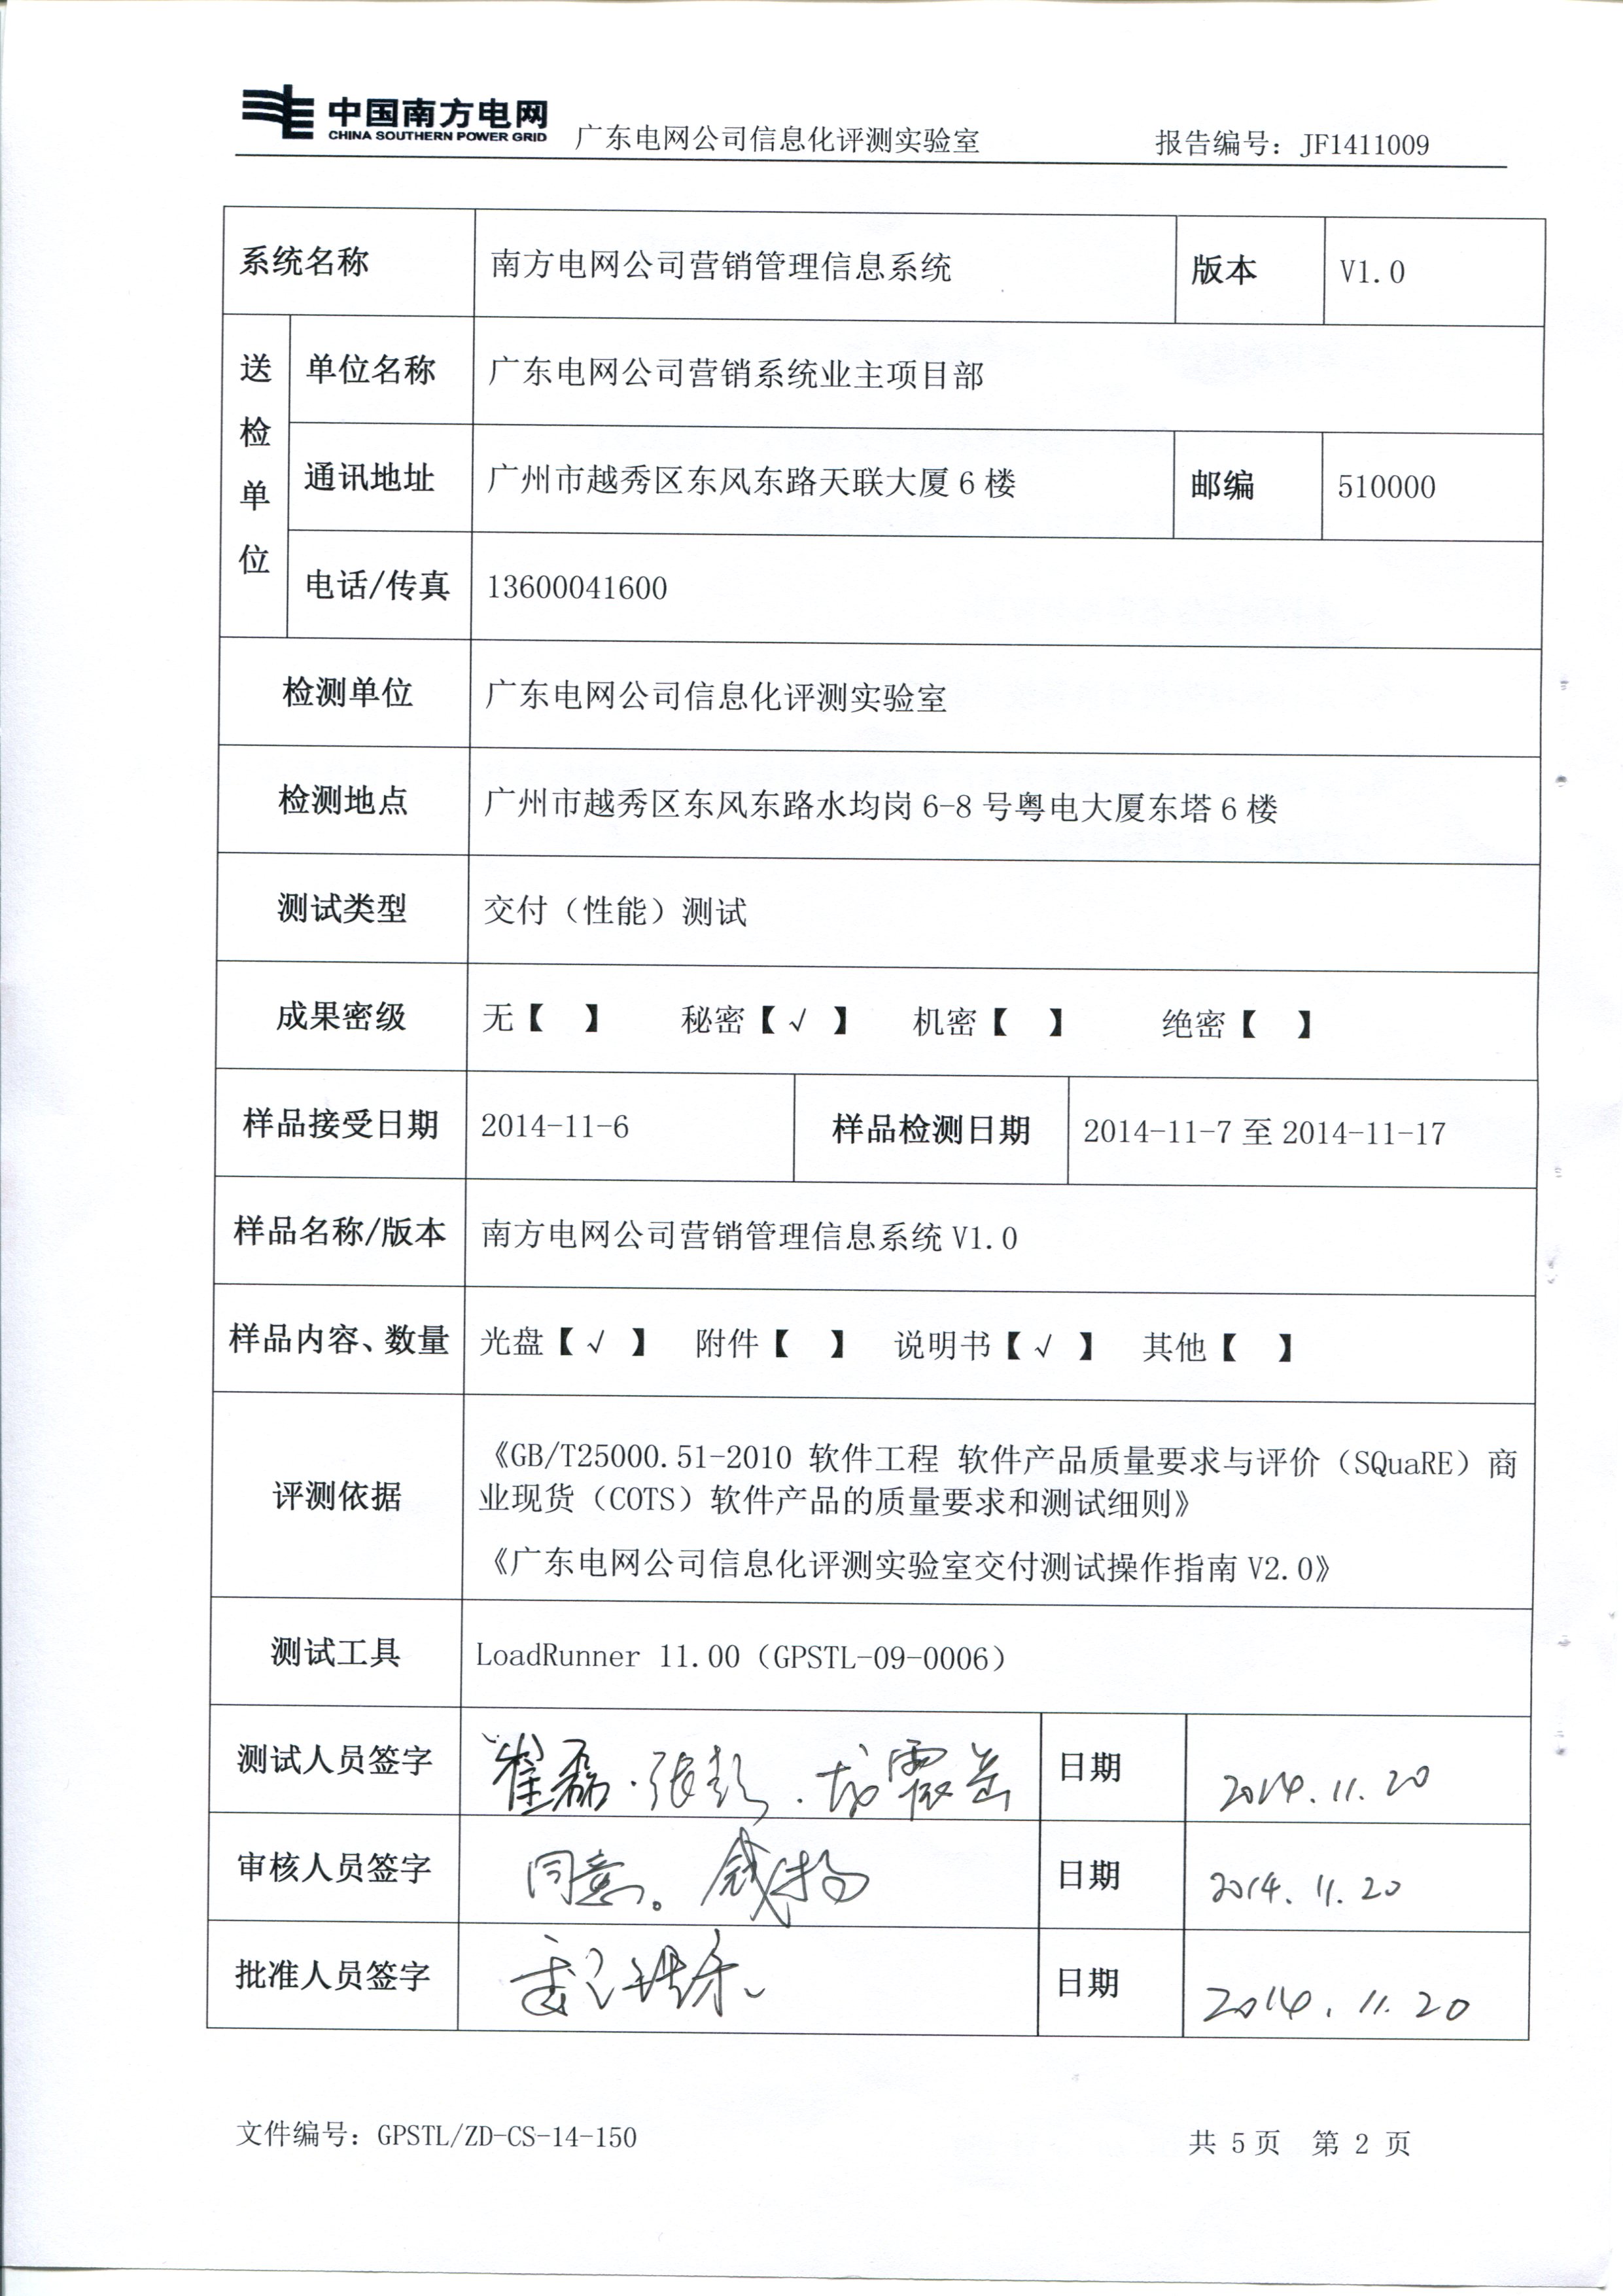 中国南方电网
CHINA SOUTHERN POWER GRID
广东电网公司信息化评测实验室 报告编号：JF1411009
系统名称 南方电网公司营销管理信息系统 版本 V1.0
送检单位
单位名称 广东电网公司营销系统业主项目部
通讯地址 广州市越秀区东风东路天联大厦 6 楼 邮编 510000
电话/传真 13600041600
检测单位 广东电网公司信息化评测实验室
检测地点 广州市越秀区东风东路水均岗 6-8 号粤电大厦东塔 6 楼
测试类型 交付（性能）测试
成果密级 无【 】 秘密【√ 】 机密【 】 绝密【 】
样品接受日期 2014-11-6 样品检测日期 2014-11-7 至 2014-11-17
样品名称/版本 南方电网公司营销管理信息系统 V1.0
样品内容、数量 光盘【 √ 】 附件【 】 说明书【 √ 】 其他【 】
评测依据
《GB/T25000.51-2010 软件工程 软件产品质量要求与评价（SQuaRE）商
业现货（COTS）软件产品的质量要求和测试细则》
《广东电网公司信息化评测实验室交付测试操作指南 V2.0》
测试工具 LoadRunner 11.00（GPSTL-09-0006）
测试人员签字 崔磊 日期 2014.11.20
审核人员签字 同意。 日期 2014.11.20
批准人员签字 日期 2014.11.20
文件编号：GPSTL/ZD-CS-14-150 共 5 页 第 2 页